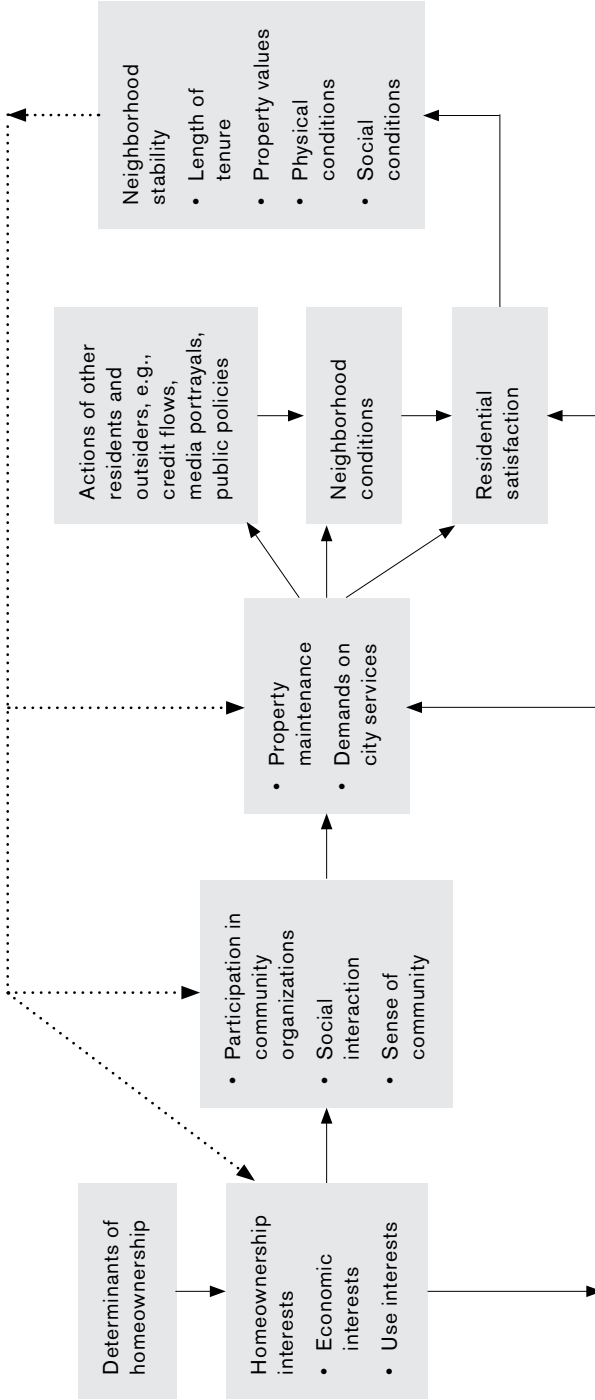 Determinants of
homeownership
Homeownership
interests
• Economic
interests
• Use interests
• Participation in
community
organizations
• Social
interaction
• Sense of
community
• Property
maintenance
• Demands on
city services
Actions of other
residents and
outsiders, e.g.,
credit flows,
media portrayals,
public policies
Neighborhood
conditions
Residential
satisfaction
Neighborhood
stability
• Length of
tenure
• Property values
• Physical
conditions
• Social
conditions